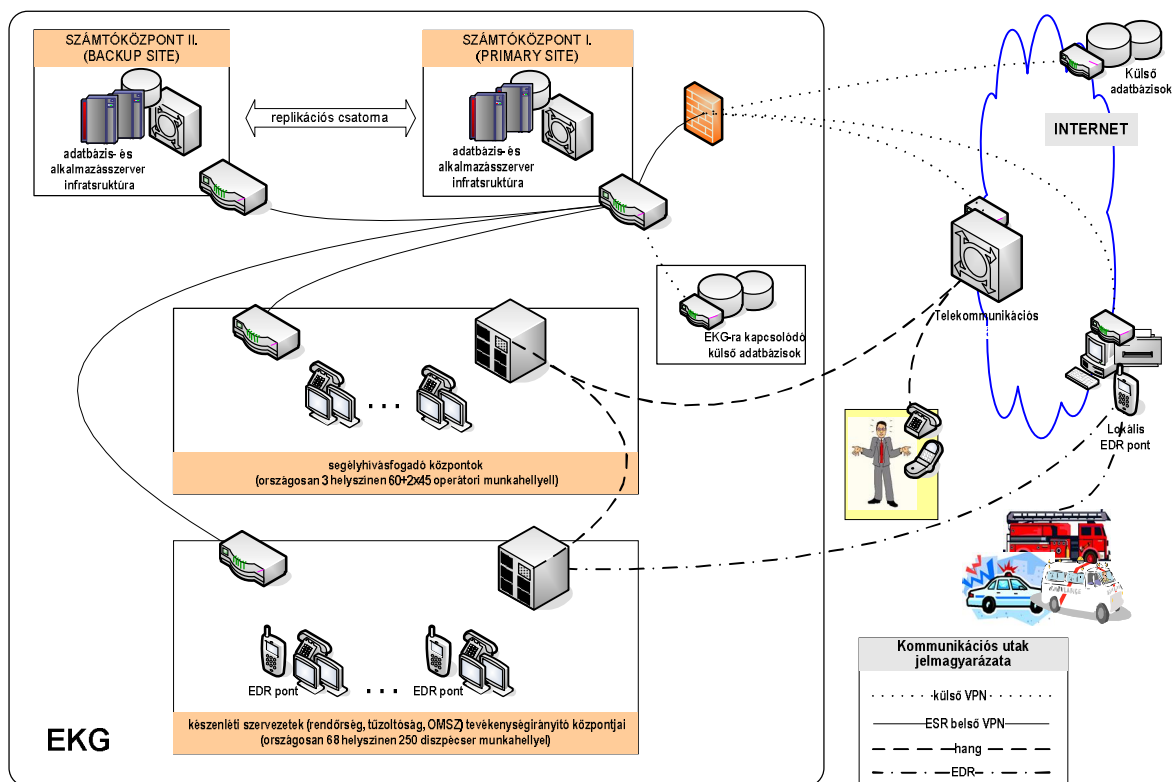 SZÁMTÓKÖZPONT II.
(BACKUP SITE)
adatbázis- és
alkalmazásszerver
infratsruktúra
replikációs csatorna
SZÁMTÓKÖZPONT I.
(PRIMARY SITE)
adatbázis- és
alkalmazásszerver
infratsruktúra
Külső
adatbázisok
INTERNET
EKG-ra kapcsolódó
külső adatbázisok
Telekommunikációs
Lokális
EDR pont
segélyhívásfogadó központok
(országosan 3 helyszínen 60+2x45 operátori munkahellyell)
EDR pont
EDR pont
készenléti szervezetek (rendőrség, tűzoltóság, OMSZ) tevékenységirányító központjai
(országosan 68 helyszínen 250 diszpécser munkahellyel)
EKG
AMBULANCE
Kommunikációs utak
jelmagyarázata
külső VPN
ESR belső VPN
hang
EDR